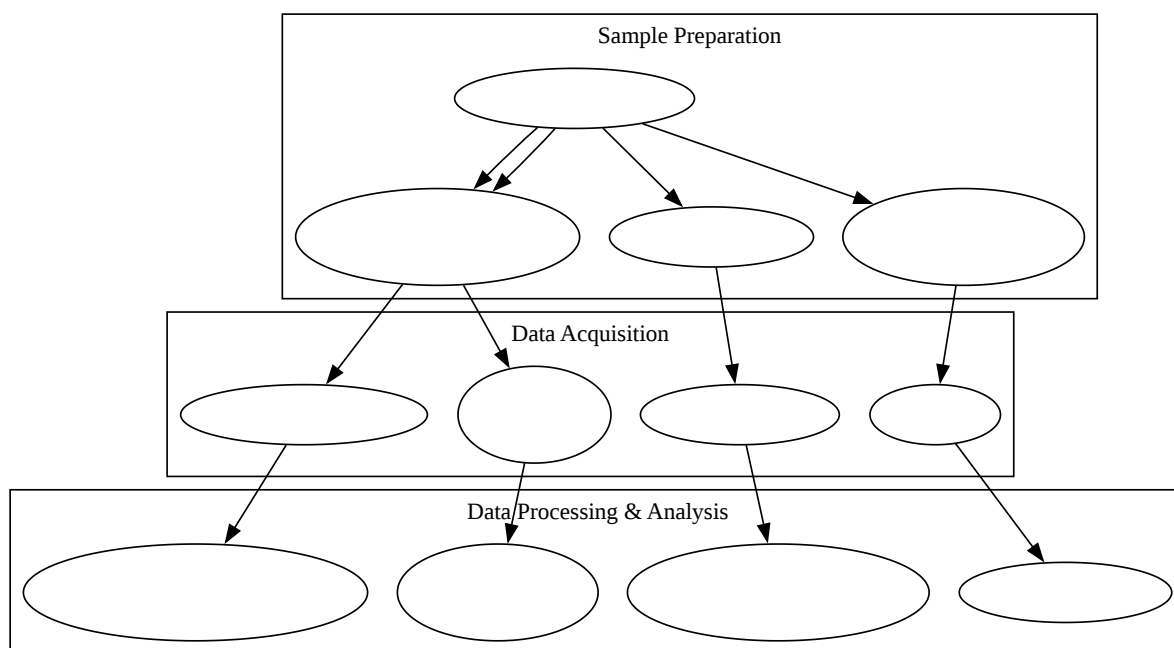 Sample Preparation
Data Acquisition
Data Processing & Analysis